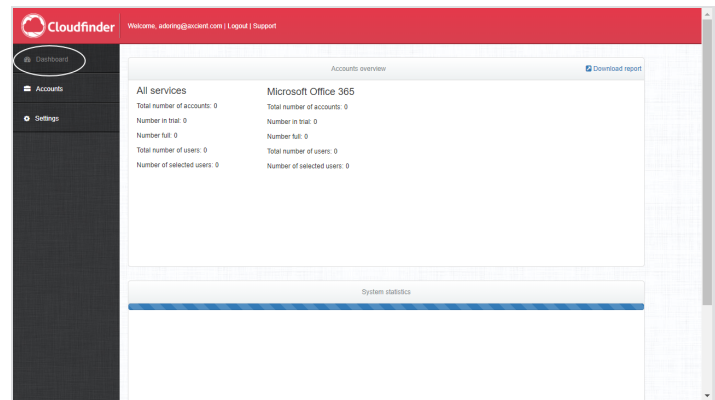 Cloudfinder
Welcome, adoring@axcient.com | Logout | Support
Dashboard
Accounts
Settings
Accounts overview
Download report
All services
Total number of accounts: 0
Number in trial: 0
Number full: 0
Total number of users: 0
Number of selected users: 0
Microsoft Office 365
Total number of accounts: 0
Number in trial: 0
Number full: 0
Total number of users: 0
Number of selected users: 0
System statistics